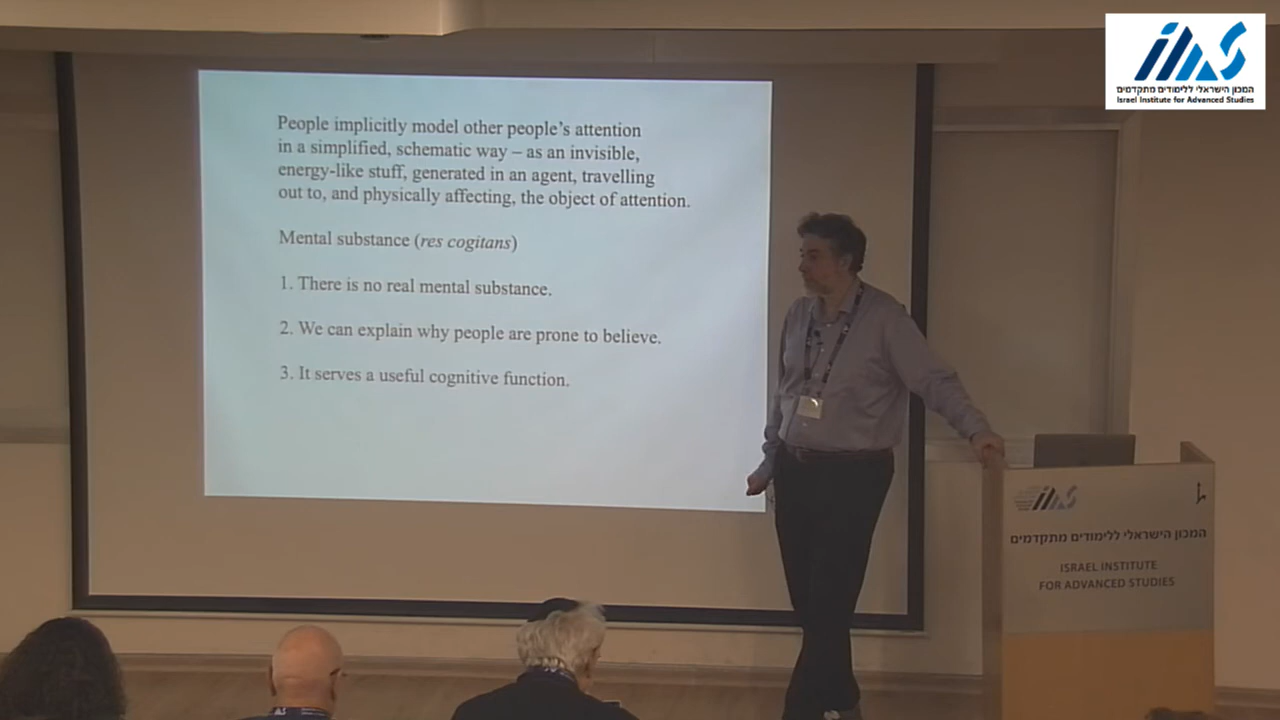 People implicitly model other people's attention
in a simplified, schematic way – as an invisible,
energy-like stuff, generated in an agent, travelling
out to, and physically affecting, the object of attention.
Mental substance (res cogitans)
1. There is no real mental substance.
2. We can explain why people are prone to believe.
3. It serves a useful cognitive function.
המכון הישראלי ללימודים מתקדמים
Israel Institute for Advanced Studies
המכון הישראלי ללימודים מתקדמים
ISRAEL INSTITUTE
FOR ADVANCED STUDIES